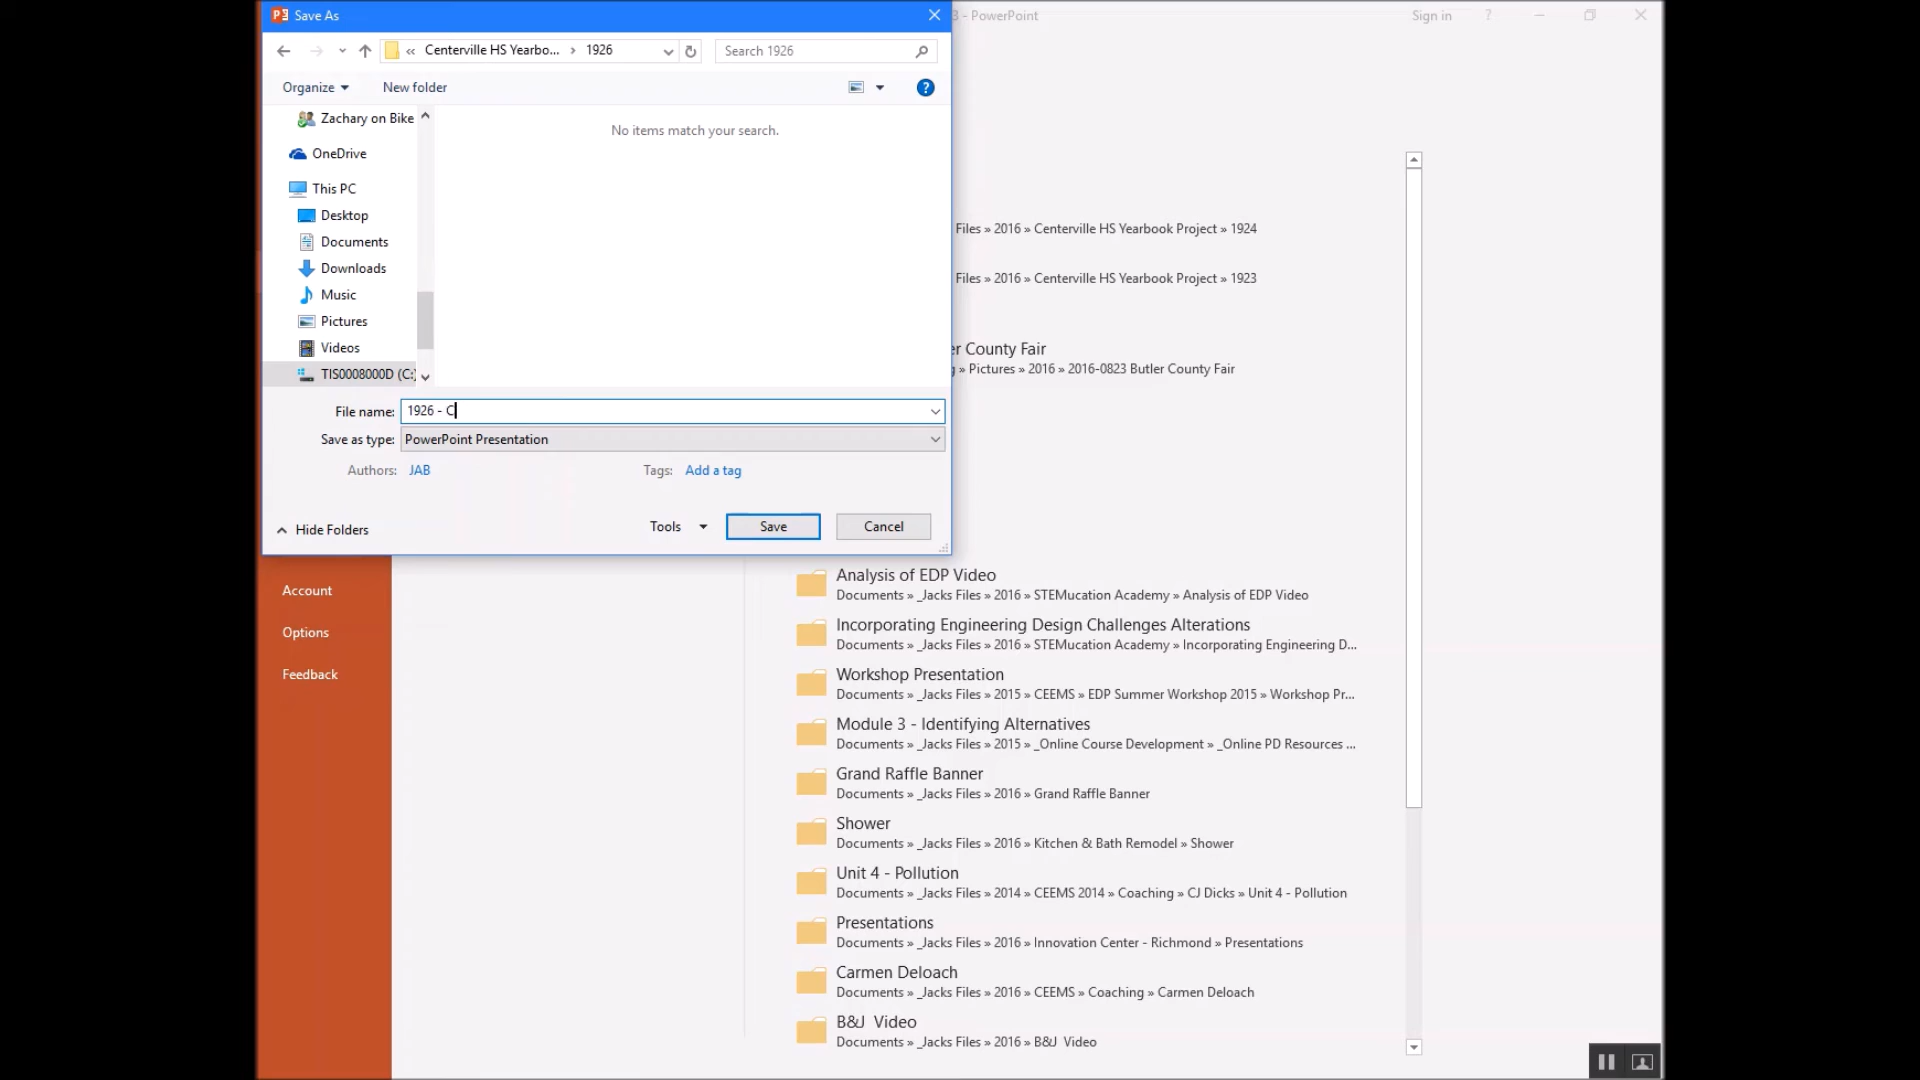 Save As
3 - PowerPoint
Sign in
?
« Centerville HS Yearbo... › 1926
Search 1926
Organize
New folder
?
Zachary on Bike
No items match your search.
OneDrive
This PC
Desktop
Documents
Downloads
Music
Pictures
Videos
TIS0008000D (C:)
Files » 2016 » Centerville HS Yearbook Project » 1924
Files » 2016 » Centerville HS Yearbook Project » 1923
er County Fair
» Pictures » 2016 » 2016-0823 Butler County Fair
File name: 1926 - C
Save as type: PowerPoint Presentation
Authors: JAB
Tags: Add a tag
Hide Folders
Tools
Save
Cancel
Account
Options
Feedback
Analysis of EDP Video
Documents » _Jacks Files » 2016 » STEMucation Academy » Analysis of EDP Video
Incorporating Engineering Design Challenges Alterations
Documents » _Jacks Files » 2016 » STEMucation Academy » Incorporating Engineering D...
Workshop Presentation
Documents » _Jacks Files » 2015 » CEEMS » EDP Summer Workshop 2015 » Workshop Pr...
Module 3 - Identifying Alternatives
Documents » _Jacks Files » 2015 » _Online Course Development » _Online PD Resources ...
Grand Raffle Banner
Documents » _Jacks Files » 2016 » Grand Raffle Banner
Shower
Documents » _Jacks Files » 2016 » Kitchen & Bath Remodel » Shower
Unit 4 - Pollution
Documents » _Jacks Files » 2014 » CEEMS 2014 » Coaching » CJ Dicks » Unit 4 - Pollution
Presentations
Documents » _Jacks Files » 2016 » Innovation Center - Richmond » Presentations
Carmen Deloach
Documents » _Jacks Files » 2016 » CEEMS » Coaching » Carmen Deloach
B&J  Video
Documents » _Jacks Files » 2016 » B&J  Video